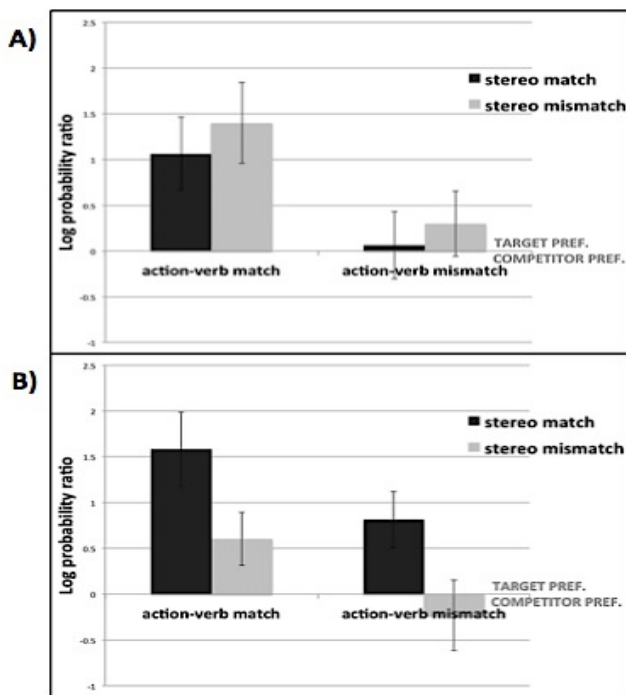 A)
Log probability ratio
2.5
2
1.5
1
0.5
0
-0.5
-1
stereo match
stereo mismatch
TARGET PREF.
COMPETITOR PREF.
action-verb match
action-verb mismatch
B)
Log probability ratio
2.5
2
1.5
1
0.5
0
-0.5
-1
stereo match
stereo mismatch
TARGET PREF.
COMPETITOR PREF.
action-verb match
action-verb mismatch